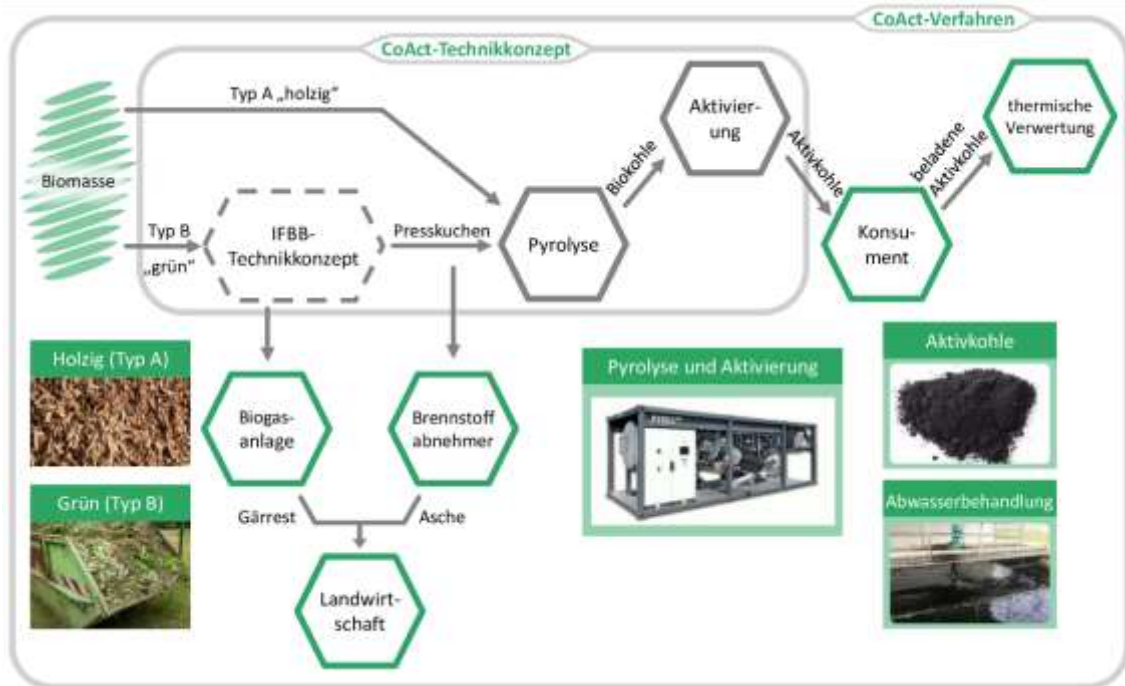 CoAct-Verfahren
CoAct-Technikkonzept
Typ A „holzig“
Biomasse
Typ B
„grün“
IFBB-
Technikkonzept
Presskuchen
Pyrolyse
Biokohle
Aktivier-
ung
Aktivkohle
Konsu-
ment
beladene
Aktivkohle
thermische
Verwertung
Holzig (Typ A)
Grün (Typ B)
Biogas-
anlage
Brennstoff
abnehmer
Gärrest
Asche
Landwirt-
schaft
Pyrolyse und Aktivierung
Aktivkohle
Abwasserbehandlung